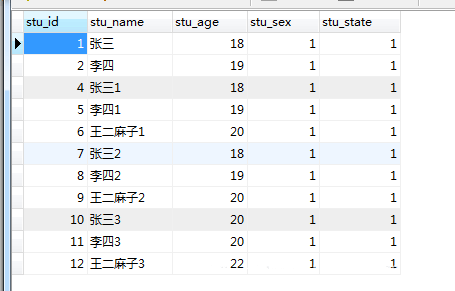 stu_id stu_name stu_age stu_sex stu_state
1 张三 18 1 1
2 李四 19 1 1
4 张三1 18 1 1
5 李四1 19 1 1
6 王二麻子1 20 1 1
7 张三2 18 1 1
8 李四2 19 1 1
9 王二麻子2 20 1 1
10 张三3 20 1 1
11 李四3 20 1 1
12 王二麻子3 22 1 1